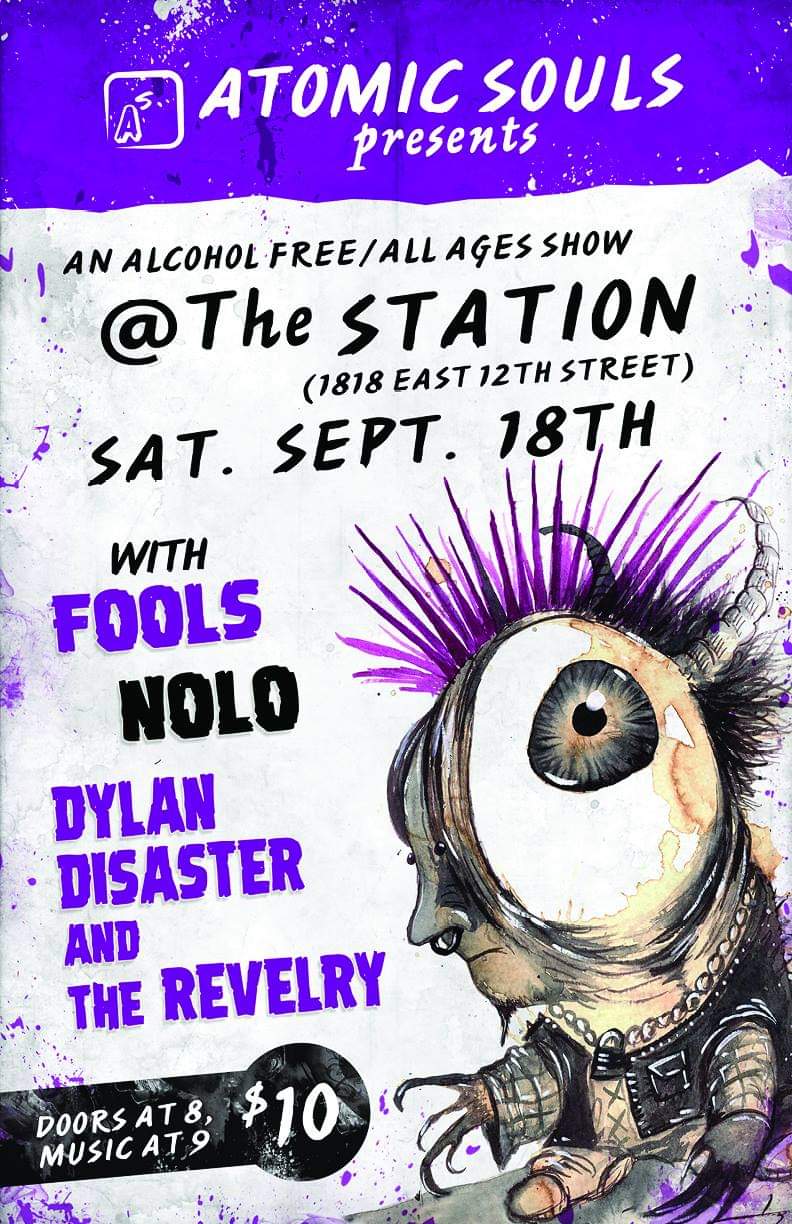 AS
ATOMIC SOULS
presents
AN ALCOHOL FREE/ALL AGES SHOW
@The STATION
(1818 EAST 12TH STREET)
SAT. SEPT. 18TH
WITH
FOOLS
NOLO
DYLAN
DISASTER
AND
THE REVELRY
DOORS AT 8,
MUSIC AT 9
$10